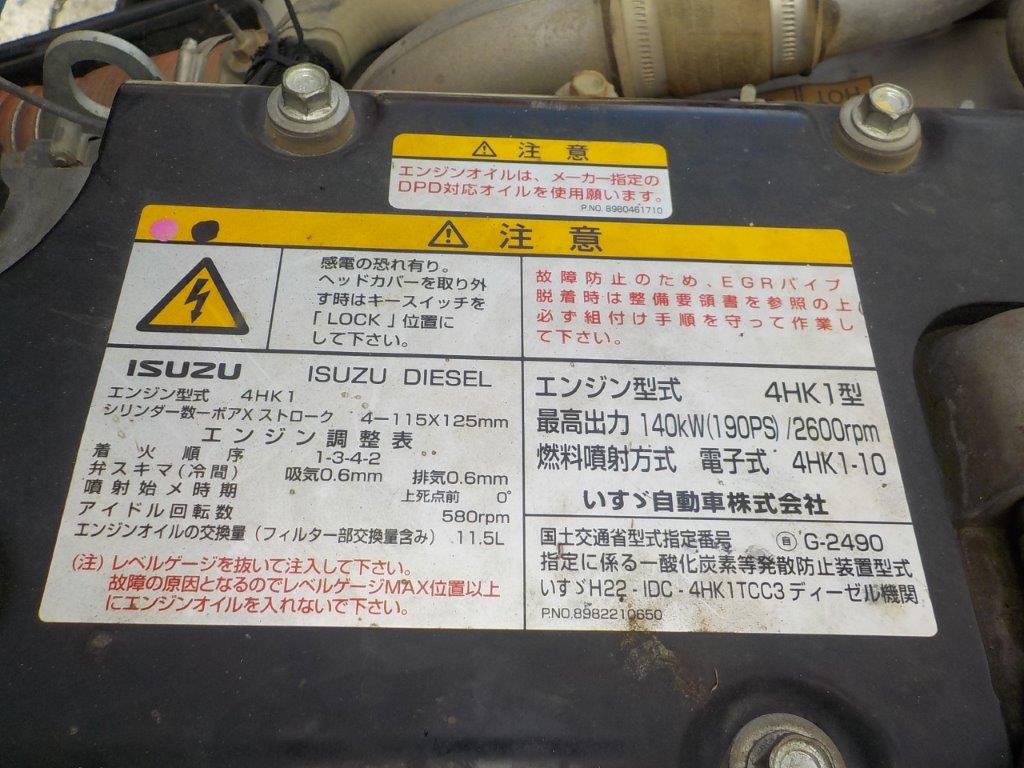 HOT
⚠ 注意
エンジンオイルは、メーカー指定の
DPD対応オイルを使用願います。
P.NO. 8980461710
⚠ 注意
感電の恐れ有り。
ヘッドカバーを取り外
す時はキースイッチを
「LOCK」位置に
して下さい。
故障防止のため、EGRパイプ
脱着時は整備要領書を参照の上
必ず組付け手順を守って作業し
て下さい。
ISUZU ISUZU DIESEL
エンジン型式 4HK1
シリンダー数ーボアXストローク 4-115X125mm
エンジン調整表
着火順序 1-3-4-2
弁スキマ(冷間) 吸気0.6mm 排気0.6mm
噴射始メ時期 上死点前 0°
アイドル回転数 580rpm
エンジンオイルの交換量(フィルター部交換量含み) 11.5L
(注)レベルゲージを抜いて注入して下さい。
故障の原因となるのでレベルゲージMAX位置以上
にエンジンオイルを入れないで下さい。
エンジン型式 4HK1型
最高出力 140kW(190PS)/2600rpm
燃料噴射方式 電子式 4HK1-10
いすゞ自動車株式会社
国土交通省型式指定番号 自 G-2490
指定に係る一酸化炭素等発散防止装置型式
いすゞH22-IDC-4HK1TCC3ディーゼル機関
P.NO.8982210650